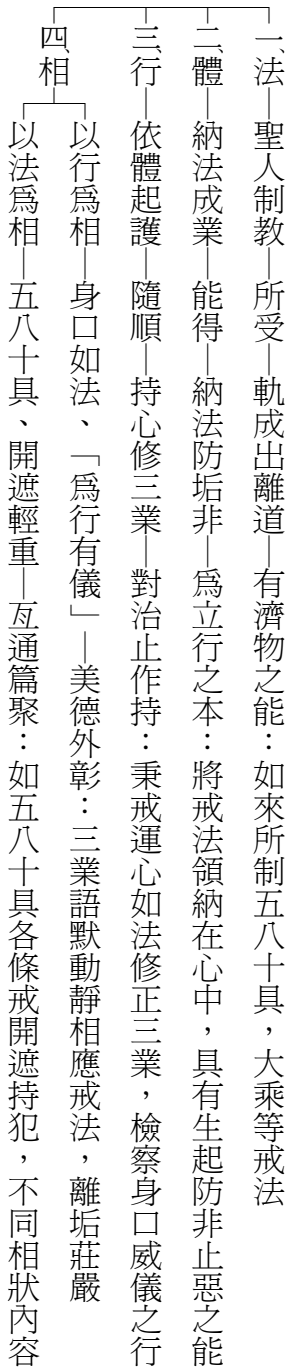 一、法—聖人制教—所受—軌成出離道—有濟物之能：如來所制五八十具，大乘等戒法
二、體—納法成業—能得—納法防垢非—為立行之本：將戒法領納在心中，具有生起防非止惡之能
三、行—依體起護—隨順—持心修三業—對治止作持：秉戒運心如法修正三業，檢察身口威儀之行
四、相
以行為相—身口如法、「為行有儀」—美德外彰：三業語默動靜相應戒法，離垢莊嚴
以法為相—五八十具、開遮輕重—亙通篇聚：如五八十具各條戒開遮持犯，不同相狀內容